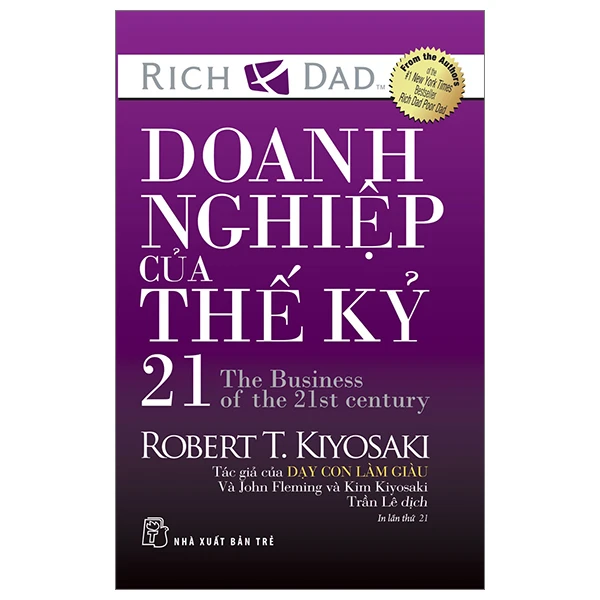 RICH DAD™
From the Authors
of the
#1 New York Times
Bestseller
Rich Dad Poor Dad
DOANH
NGHIỆP
CỦA
THẾ KỶ
21 The Business
of the 21st century
ROBERT T. KIYOSAKI
Tác giả của DẠY CON LÀM GIÀU
Và John Fleming và Kim Kiyosaki
Trần Lê dịch
In lần thứ 21
NHÀ XUẤT BẢN TRẺ